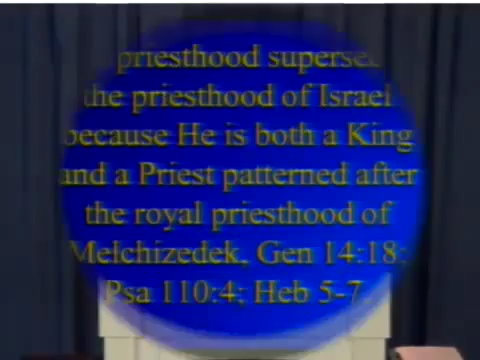 priesthood
the priesthood of Israel
because He is both a King
and a Priest patterned after
the royal priesthood of
Melchizedek, Gen 14:18;
Psa 110:4; Heb 5-7.